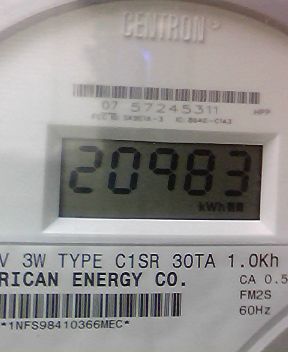 CENTRON®
07 57245311
HPP
20983
kWh
V 3W TYPE C1SR 30TA 1.0Kh
RICAN ENERGY CO.
CA 0.5
FM2S
60Hz
*1NFS98410366MEC*